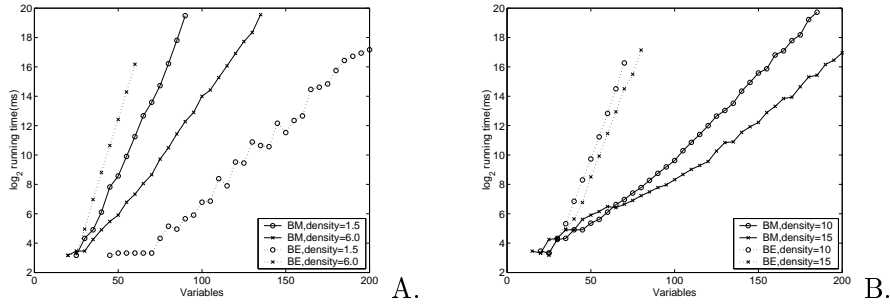 20
18
16
14
12
10
8
6
4
2
log2 running time(ms)
0 50 100 150 200
Variables
BM,density=1.5
BM,density=6.0
BE,density=1.5
BE,density=6.0
A.
20
18
16
14
12
10
8
6
4
2
log2 running time(ms)
0 50 100 150 200
Variables
BM,density=10
BM,density=15
BE,density=10
BE,density=15
B.